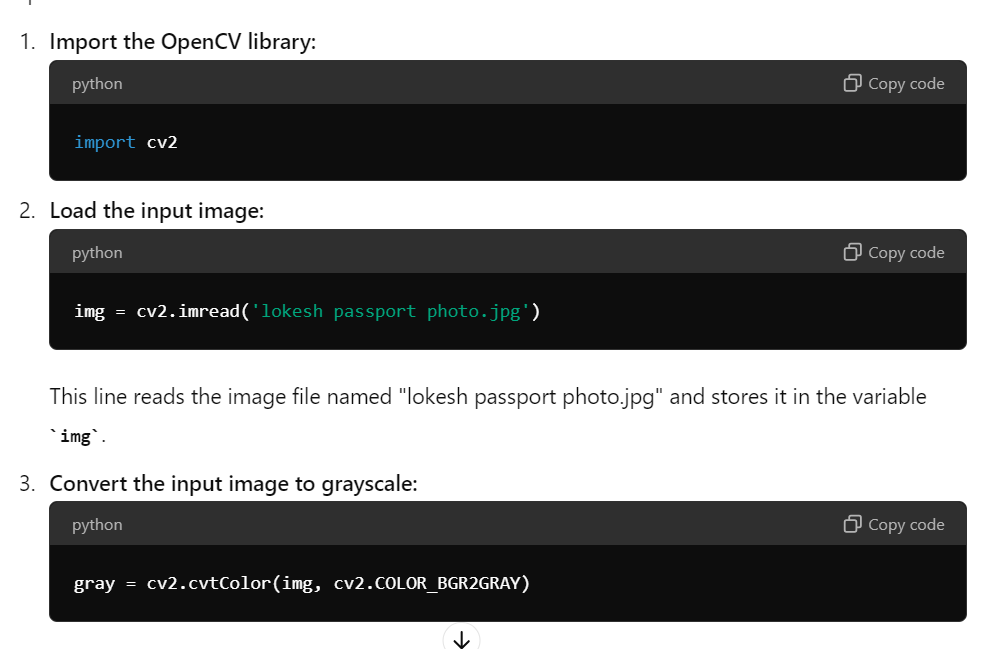 1. Import the OpenCV library:
python Copy code
import cv2
2. Load the input image:
python Copy code
img = cv2.imread('lokesh passport photo.jpg')
This line reads the image file named "lokesh passport photo.jpg" and stores it in the variable
`img`.
3. Convert the input image to grayscale:
python Copy code
gray = cv2.cvtColor(img, cv2.COLOR_BGR2GRAY)